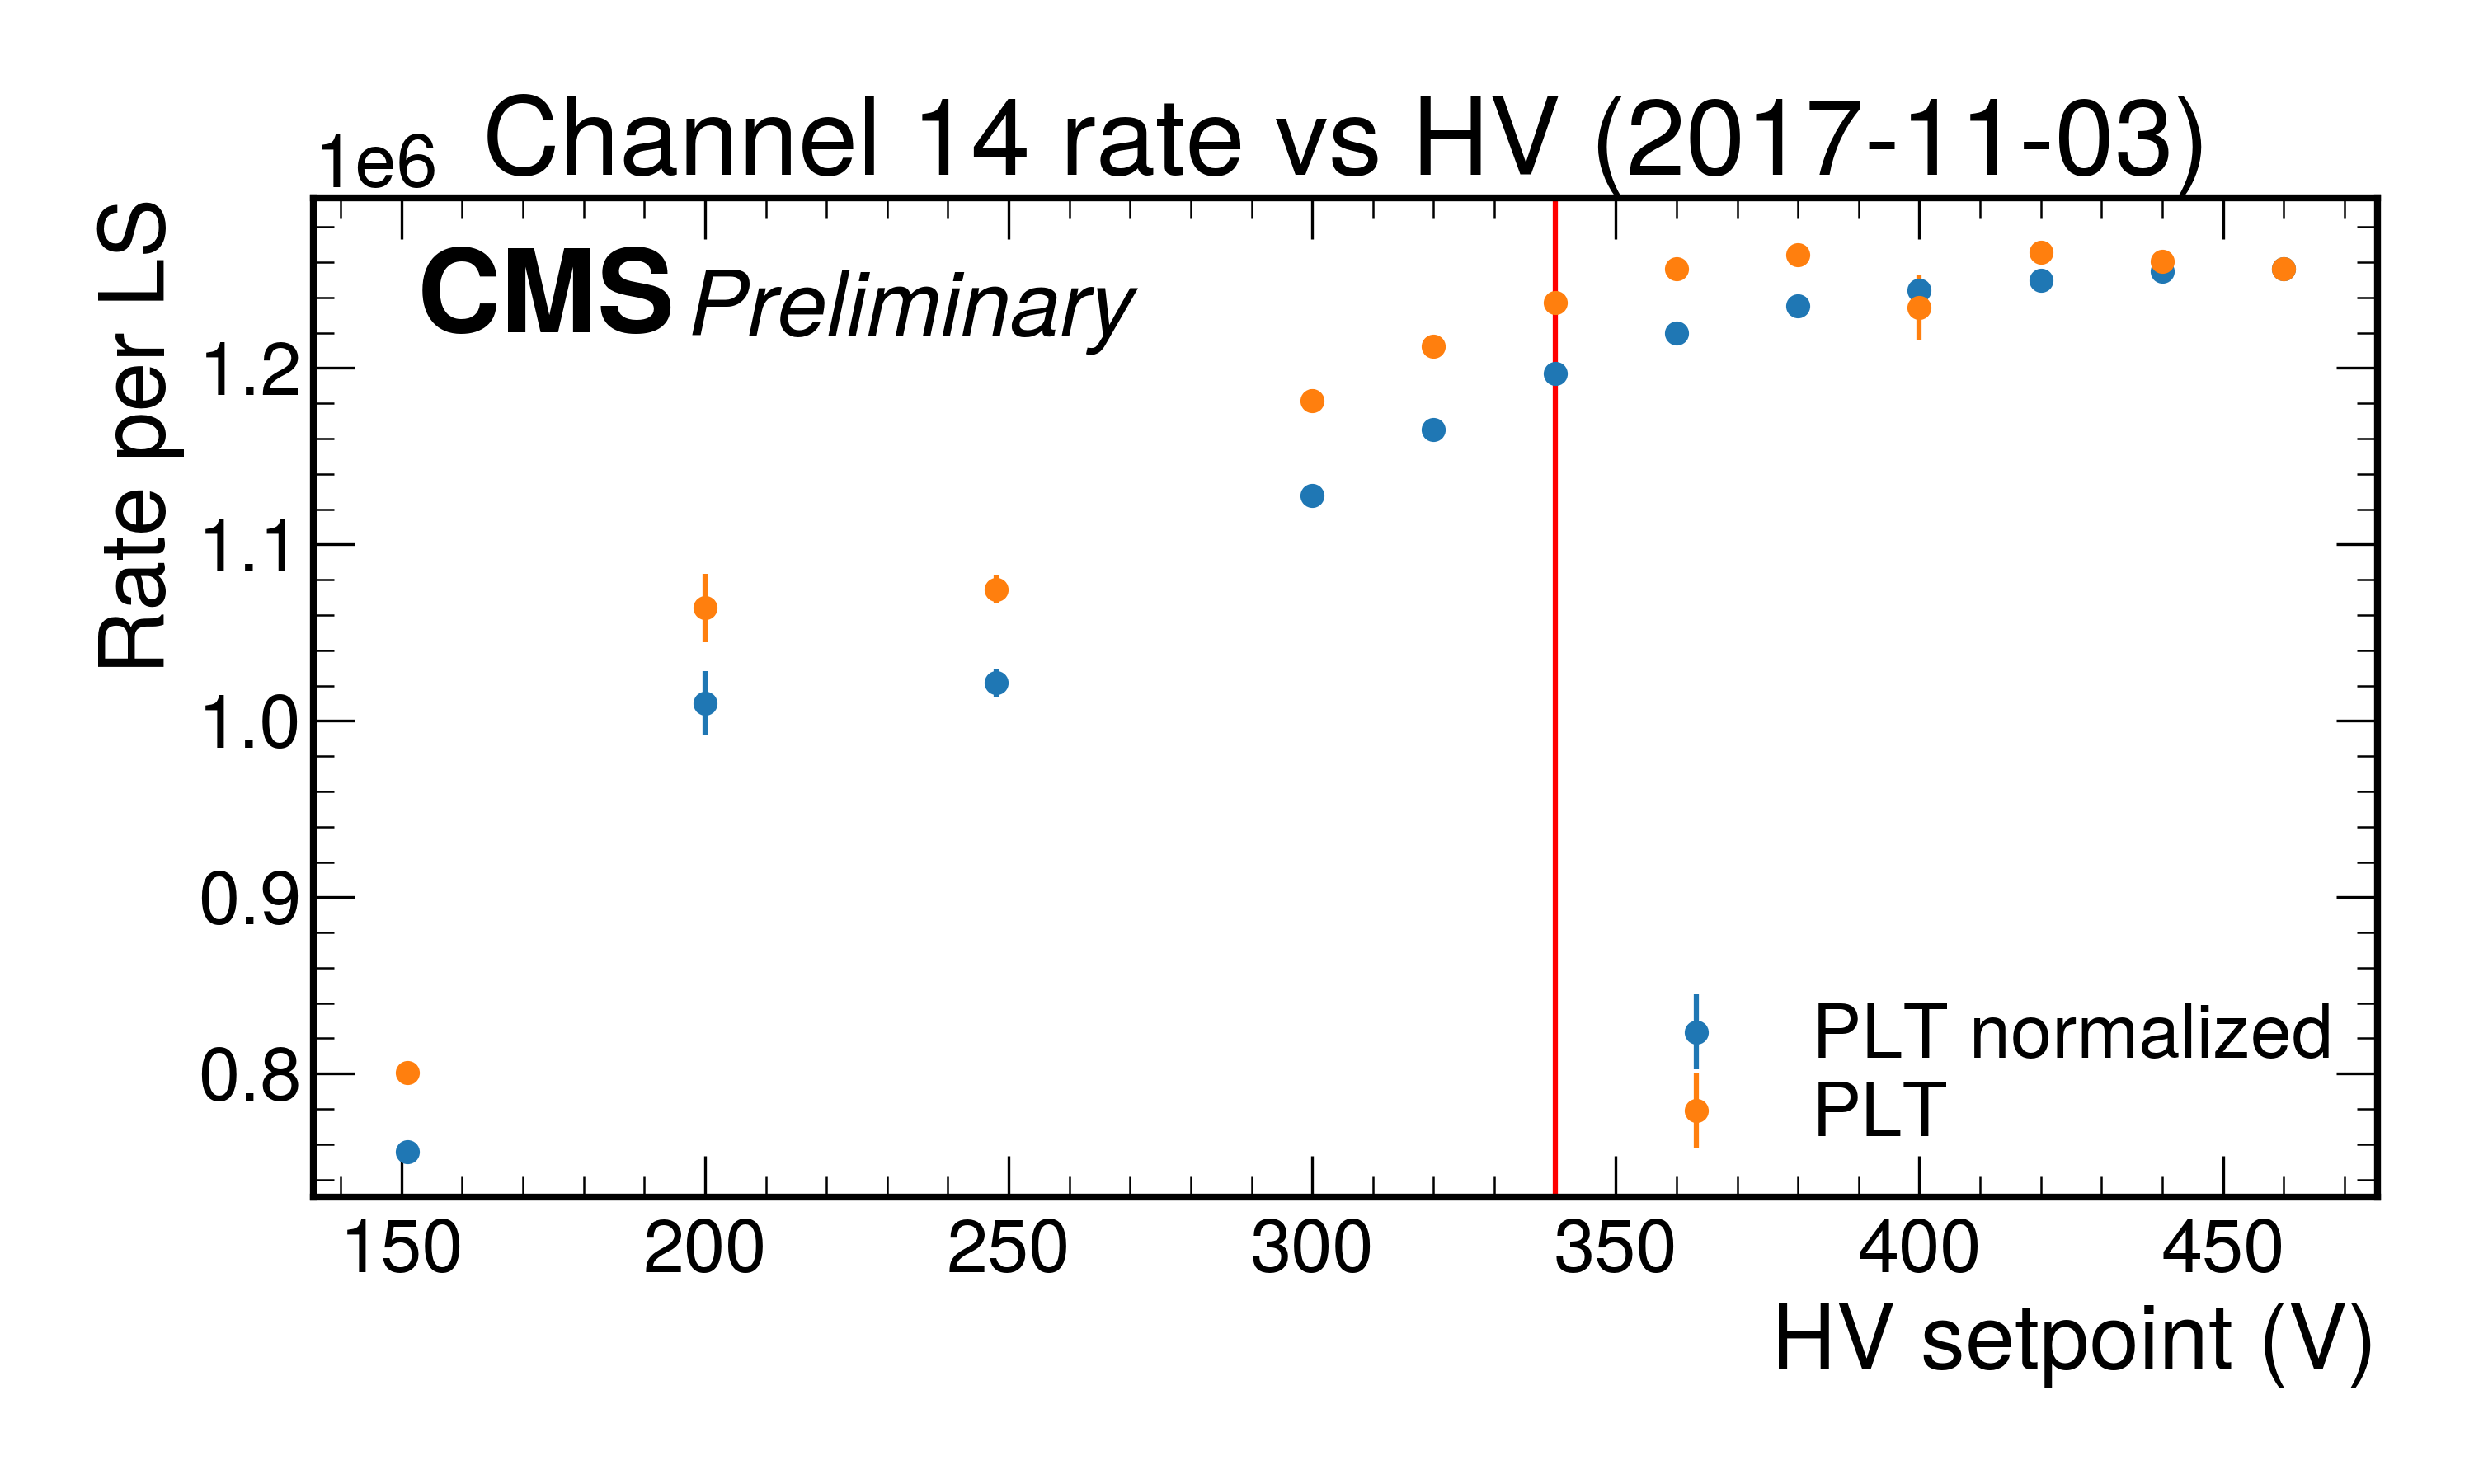 Channel 14 rate vs HV (2017-11-03)
1e6
CMS Preliminary
Rate per LS
1.2
1.1
1.0
0.9
0.8
PLT normalized
PLT
150 200 250 300 350 400 450
HV setpoint (V)